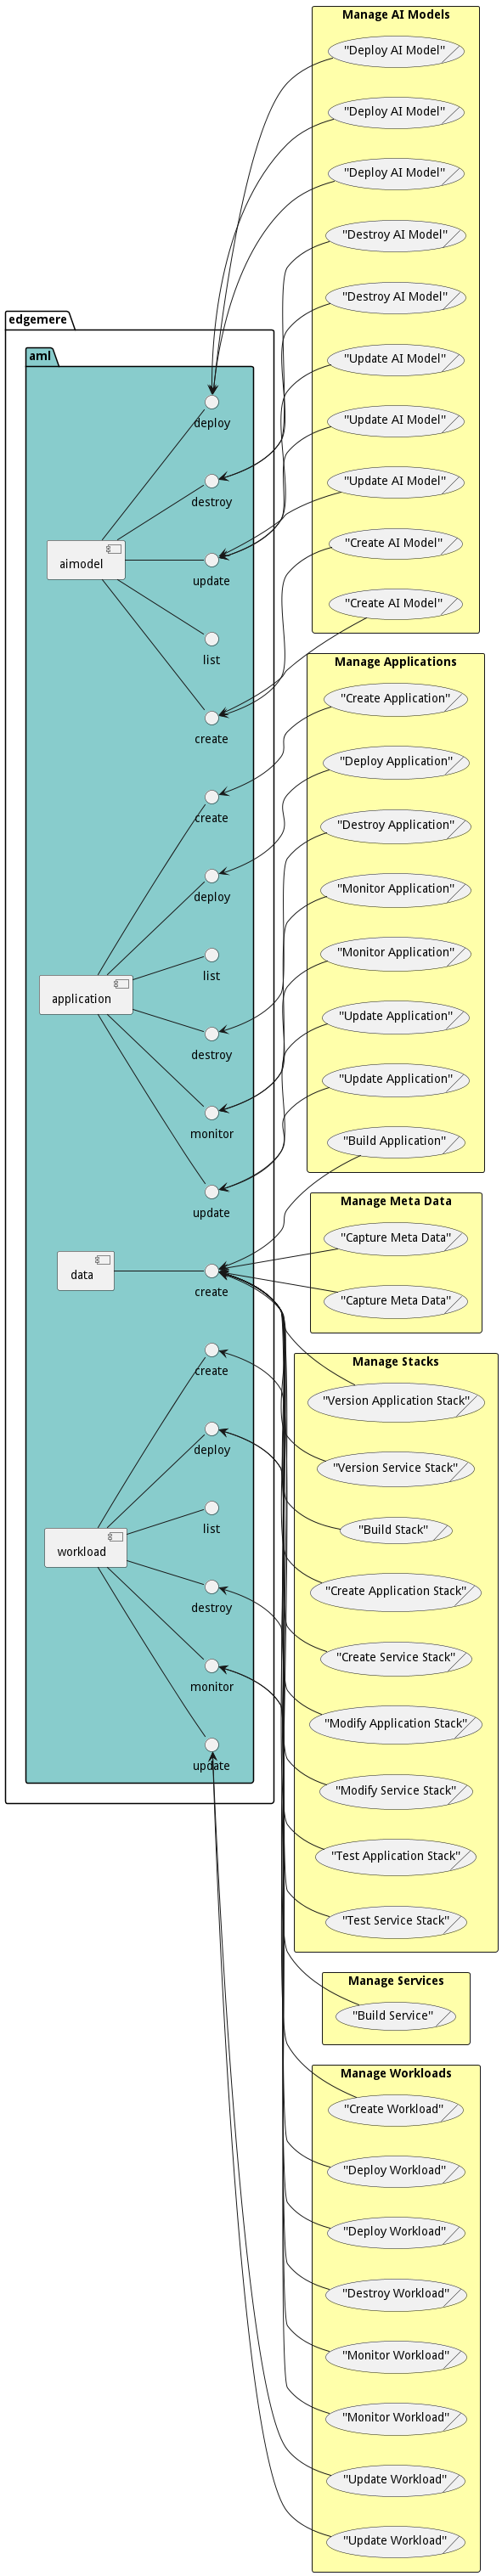 Manage AI Models
"Deploy AI Model"
"Deploy AI Model"
"Deploy AI Model"
"Destroy AI Model"
"Destroy AI Model"
"Update AI Model"
"Update AI Model"
"Update AI Model"
"Create AI Model"
"Create AI Model"
edgemere
aml
deploy
destroy
aimodel
update
list
create
Manage Applications
"Create Application"
"Deploy Application"
"Destroy Application"
"Monitor Application"
"Monitor Application"
"Update Application"
"Update Application"
"Build Application"
create
deploy
list
application
destroy
monitor
update
data
create
Manage Meta Data
"Capture Meta Data"
"Capture Meta Data"
Manage Stacks
"Version Application Stack"
"Version Service Stack"
"Build Stack"
"Create Application Stack"
"Create Service Stack"
"Modify Application Stack"
"Modify Service Stack"
"Test Application Stack"
"Test Service Stack"
create
deploy
list
workload
destroy
monitor
update
Manage Services
"Build Service"
Manage Workloads
"Create Workload"
"Deploy Workload"
"Deploy Workload"
"Destroy Workload"
"Monitor Workload"
"Monitor Workload"
"Update Workload"
"Update Workload"